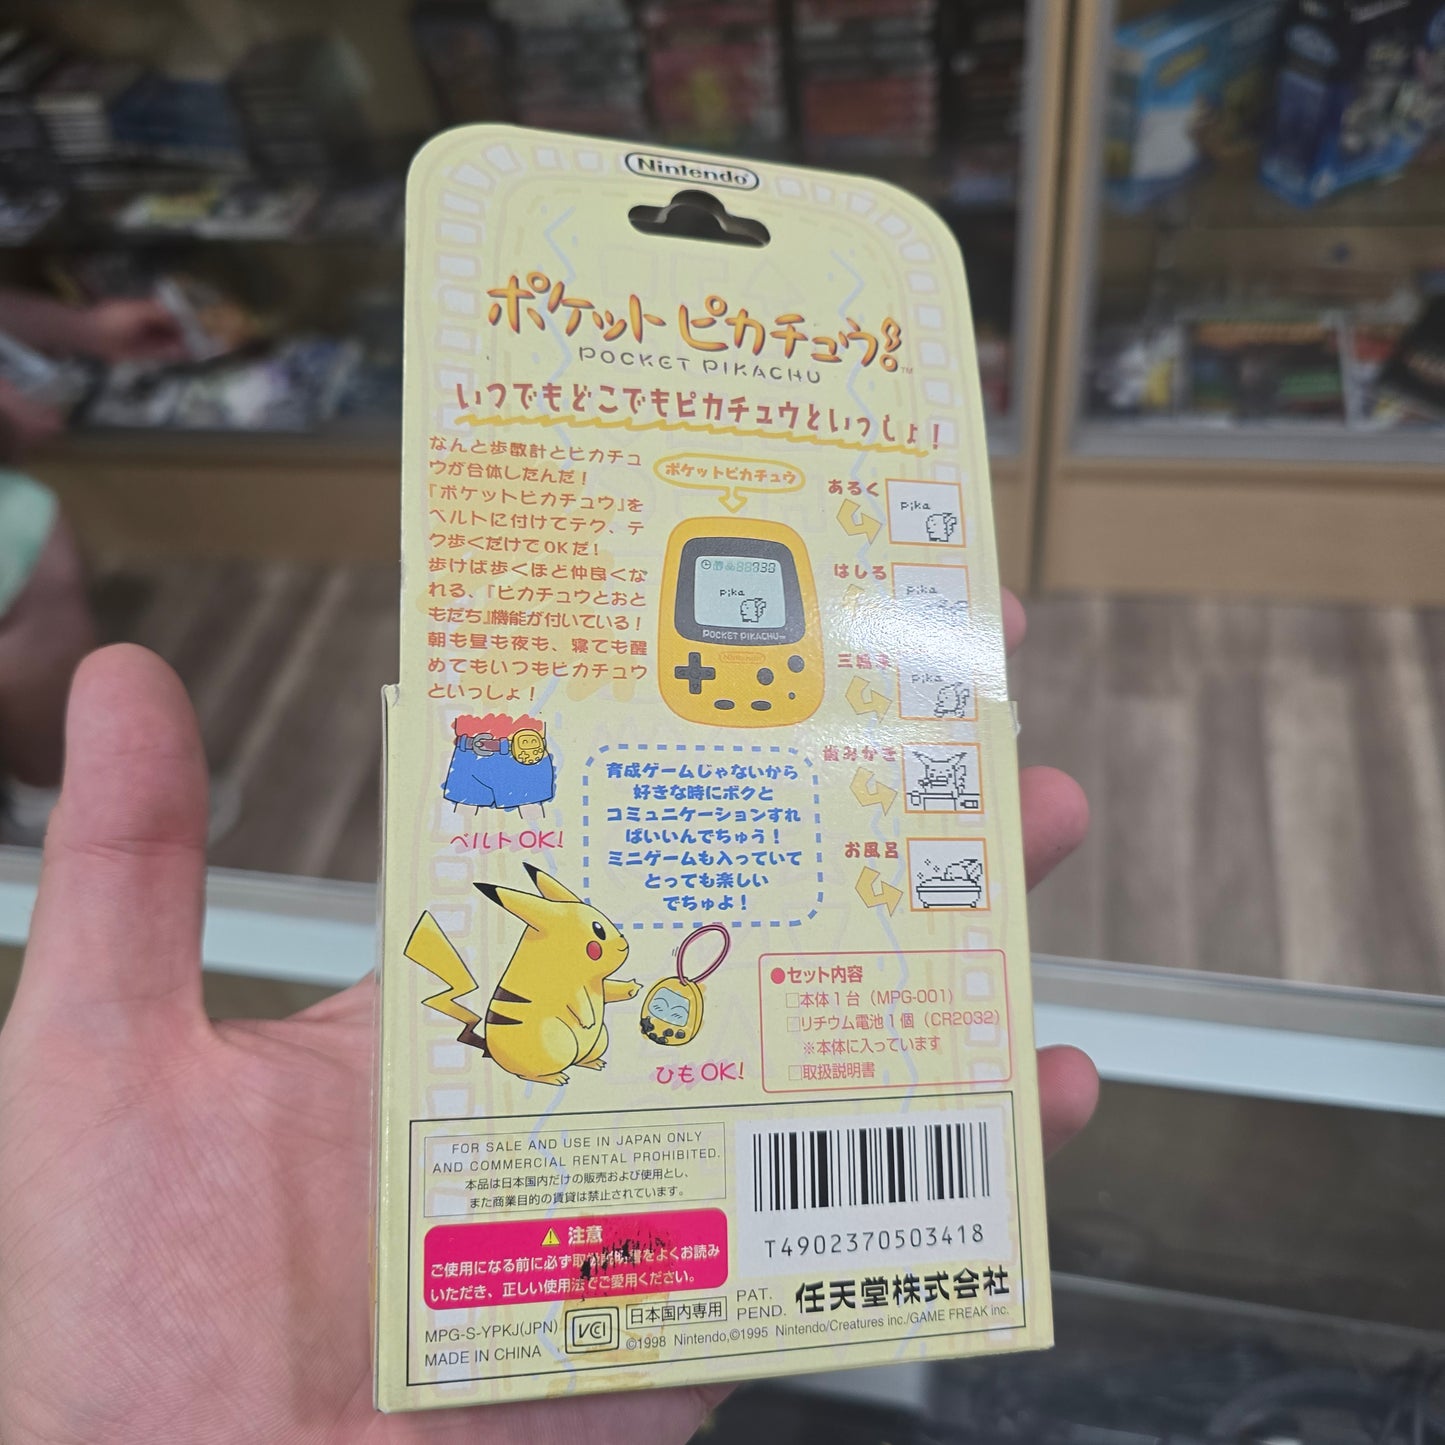 Nintendo®
ポケットピカチュウ!
POCKET PIKACHU
TM
いつでもどこでもピカチュウといっしょ!
なんと歩数計とピカチュ
ウが合体したんだ!
『ポケットピカチュウ』を
ベルトに付けてテク、テ
ク歩くだけでOKだ!
歩けば歩くほど仲良くな
れる、『ピカチュウとおと
もだち』機能が付いている!
朝も昼も夜も、寝ても醒
めてもいつもピカチュウ
といっしょ!
ポケットピカチュウ
pika
POCKET PIKACHU
Nintendo
あるく
pika
はしる
pika
三輪車
pika
歯みがき
お風呂
ベルトOK!
育成ゲームじゃないから
好きな時にボクと
コミュニケーションすれ
ばいいんでちゅう!
ミニゲームも入っていて
とっても楽しい
でちゅよ!
ひもOK!
●セット内容
□本体1台(MPG-001)
□リチウム電池1個(CR2032)
※本体に入っています
□取扱説明書
FOR SALE AND USE IN JAPAN ONLY
AND COMMERCIAL RENTAL PROHIBITED.
本品は日本国内だけの販売および使用とし、
また商業目的の賃貸は禁止されています。
注意
ご使用になる前に必ず取扱説明書をよくお読み
いただき、正しい使用法でご愛用ください。
T4902370503418
MPG-S-YPKJ(JPN)
MADE IN CHINA
VCI
日本国内専用
PAT.
PEND.
任天堂株式会社
©1998 Nintendo,©1995 Nintendo/Creatures inc./GAME FREAK inc.